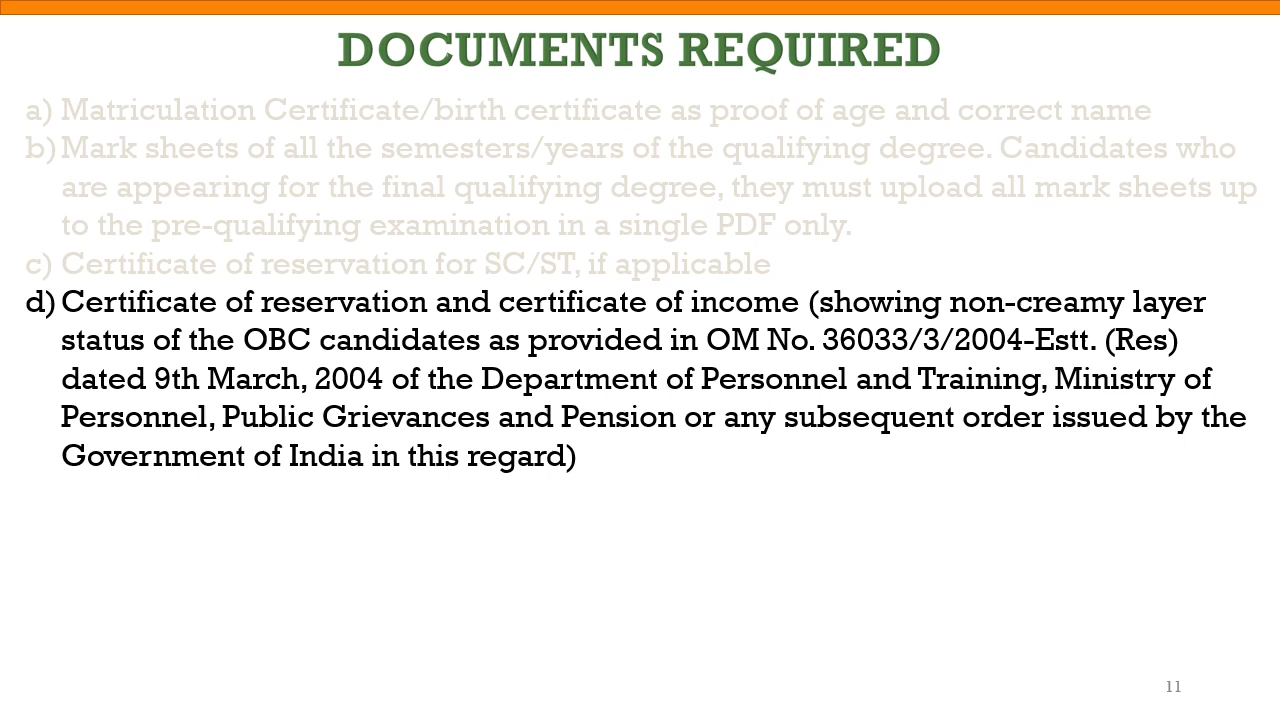 DOCUMENTS REQUIRED
a) Matriculation Certificate/birth certificate as proof of age and correct name
b) Mark sheets of all the semesters/years of the qualifying degree. Candidates who
are appearing for the final qualifying degree, they must upload all mark sheets up
to the pre-qualifying examination in a single PDF only.
c) Certificate of reservation for SC/ST, if applicable
d) Certificate of reservation and certificate of income (showing non-creamy layer
status of the OBC candidates as provided in OM No. 36033/3/2004-Estt. (Res)
dated 9th March, 2004 of the Department of Personnel and Training, Ministry of
Personnel, Public Grievances and Pension or any subsequent order issued by the
Government of India in this regard)
11